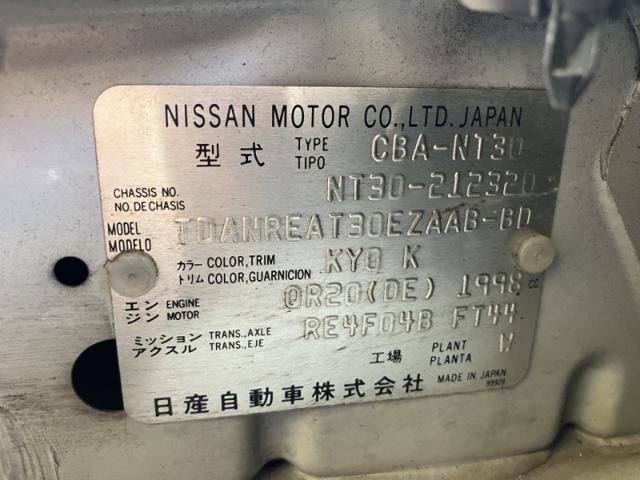 NISSAN MOTOR CO.,LTD.JAPAN
型式 TYPE TIPO CBA-NT30
CHASSIS NO. NO.DE CHASIS NT30-212320
MODEL MODELO TDANREAT30EZAAB-BD
カラー COLOR,TRIM トリム COLOR,GUARNICION KY0 K
エンジン ENGINE MOTOR QR20(DE) 1998 CC
ミッション アクスル TRANS.,AXLE TRANS.,EJE RE4F04B FT44
工場 PLANT PLANTA W
日産自動車株式会社 MADE IN JAPAN
99909